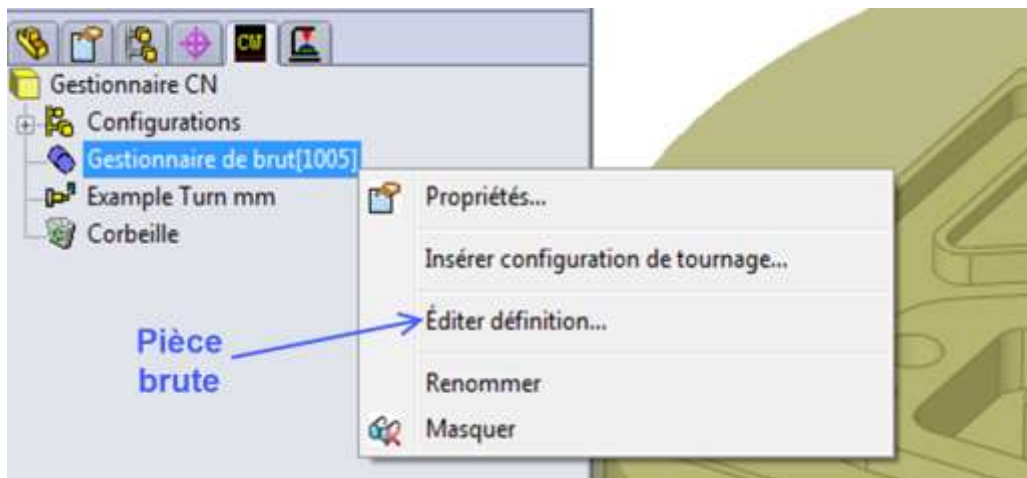 CW
Gestionnaire CN
Configurations
Gestionnaire de brut[1005]
Example Turn mm
Corbeille
Propriétés...
Insérer configuration de tournage...
Éditer définition...
Renommer
Masquer
Pièce
brute